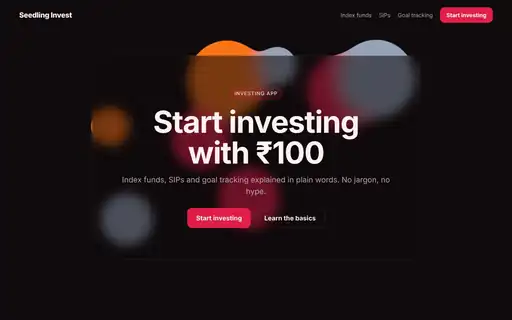 Seedling Invest
Index funds SIPs Goal tracking Start investing
INVESTING APP
Start investing
with ₹100
Index funds, SIPs and goal tracking explained in plain words. No jargon, no
hype.
Start investing Learn the basics